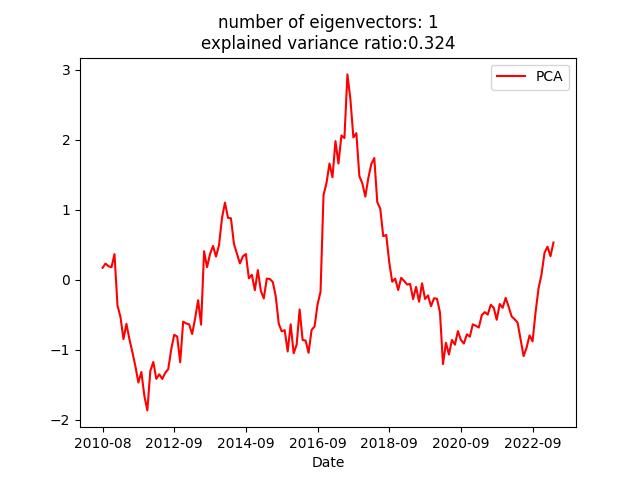 number of eigenvectors: 1
explained variance ratio:0.324
PCA
3
2
1
0
−1
−2
2010-08 2012-09 2014-09 2016-09 2018-09 2020-09 2022-09
Date